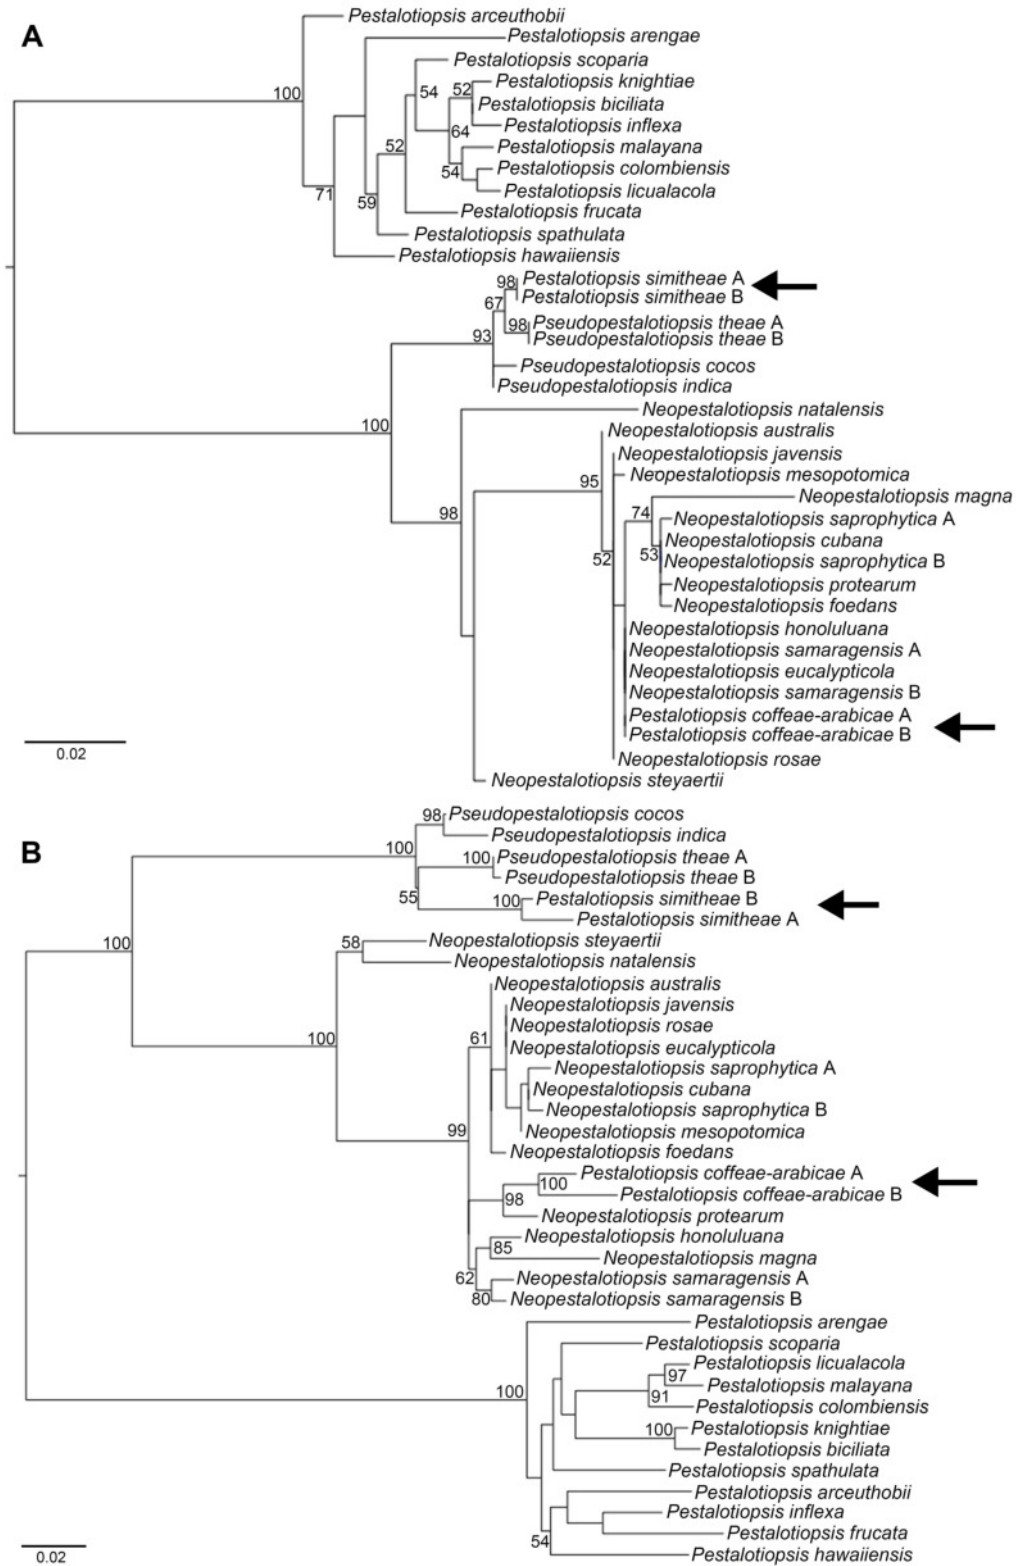 A
Pestalotiopsis arceuthobii
Pestalotiopsis arengae
Pestalotiopsis scoparia
100
54
52
Pestalotiopsis knightiae
Pestalotiopsis biciliata
Pestalotiopsis inflexa
64
52
Pestalotiopsis malayana
54
Pestalotiopsis colombiensis
71
59
Pestalotiopsis licualacola
Pestalotiopsis frucata
Pestalotiopsis spathulata
Pestalotiopsis hawaiiensis
98
Pestalotiopsis simitheae A
Pestalotiopsis simitheae B
67
98
Pseudopestalotiopsis theae A
93
Pseudopestalotiopsis theae B
Pseudopestalotiopsis cocos
Pseudopestalotiopsis indica
100
Neopestalotiopsis natalensis
Neopestalotiopsis australis
Neopestalotiopsis javensis
95
Neopestalotiopsis mesopotomica
Neopestalotiopsis magna
98
74
Neopestalotiopsis saprophytica A
Neopestalotiopsis cubana
52
53
Neopestalotiopsis saprophytica B
Neopestalotiopsis protearum
Neopestalotiopsis foedans
Neopestalotiopsis honoluluana
Neopestalotiopsis samaragensis A
Neopestalotiopsis eucalypticola
Neopestalotiopsis samaragensis B
Pestalotiopsis coffeae-arabicae A
Pestalotiopsis coffeae-arabicae B
0.02
Neopestalotiopsis rosae
Neopestalotiopsis steyaertii
B
98
Pseudopestalotiopsis cocos
Pseudopestalotiopsis indica
100
100
Pseudopestalotiopsis theae A
Pseudopestalotiopsis theae B
55
100
Pestalotiopsis simitheae B
Pestalotiopsis simitheae A
100
58
Neopestalotiopsis steyaertii
Neopestalotiopsis natalensis
Neopestalotiopsis australis
Neopestalotiopsis javensis
Neopestalotiopsis rosae
100
61
Neopestalotiopsis eucalypticola
Neopestalotiopsis saprophytica A
Neopestalotiopsis cubana
Neopestalotiopsis saprophytica B
99
Neopestalotiopsis mesopotomica
Neopestalotiopsis foedans
Pestalotiopsis coffeae-arabicae A
100
Pestalotiopsis coffeae-arabicae B
98
Neopestalotiopsis protearum
Neopestalotiopsis honoluluana
85
Neopestalotiopsis magna
62
Neopestalotiopsis samaragensis A
80
Neopestalotiopsis samaragensis B
Pestalotiopsis arengae
Pestalotiopsis scoparia
Pestalotiopsis licualacola
97
Pestalotiopsis malayana
100
91
Pestalotiopsis colombiensis
100
Pestalotiopsis knightiae
Pestalotiopsis biciliata
Pestalotiopsis spathulata
Pestalotiopsis arceuthobii
Pestalotiopsis inflexa
Pestalotiopsis frucata
54
Pestalotiopsis hawaiiensis
0.02